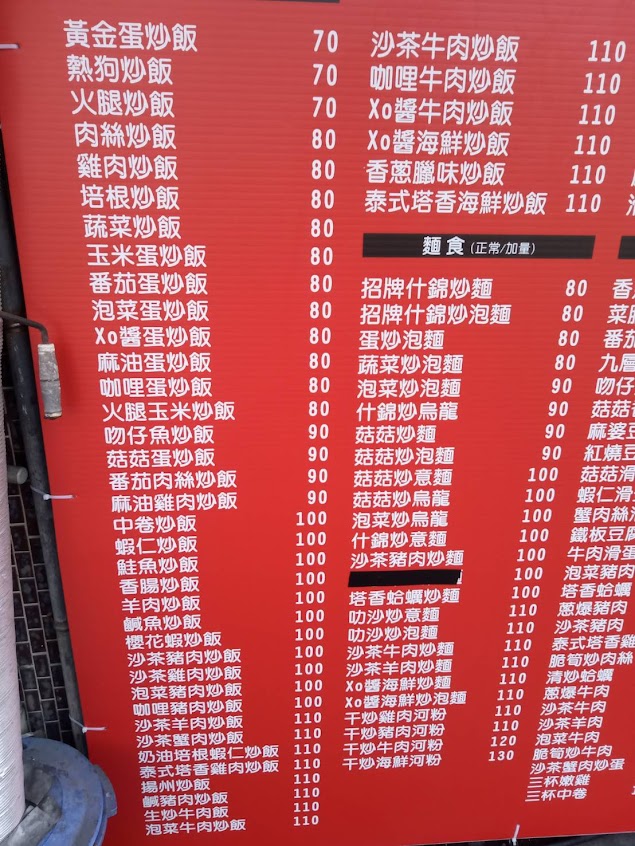 黃金蛋炒飯 70
熱狗炒飯 70
火腿炒飯 70
肉絲炒飯 80
雞肉炒飯 80
培根炒飯 80
蔬菜炒飯 80
玉米蛋炒飯 80
番茄蛋炒飯 80
泡菜蛋炒飯 80
Xo醬蛋炒飯 80
麻油蛋炒飯 80
咖哩蛋炒飯 80
火腿玉米炒飯 80
吻仔魚炒飯 90
菇菇蛋炒飯 90
番茄肉絲炒飯 90
麻油雞肉炒飯 90
中卷炒飯 100
蝦仁炒飯 100
鮭魚炒飯 100
香腸炒飯 100
羊肉炒飯 100
鹹魚炒飯 100
櫻花蝦炒飯 100
沙茶豬肉炒飯 100
沙茶雞肉炒飯 100
泡菜豬肉炒飯 100
咖哩豬肉炒飯 100
沙茶羊肉炒飯 110
沙茶蟹肉炒飯 110
奶油培根蝦仁炒飯 110
泰式塔香雞肉炒飯 110
揚州炒飯 110
鹹豬肉炒飯 110
生炒牛肉炒飯 110
泡菜牛肉炒飯 110
沙茶牛肉炒飯 110
咖哩牛肉炒飯 110
Xo醬牛肉炒飯 110
Xo醬海鮮炒飯 110
香蔥臘味炒飯 110
泰式塔香海鮮炒飯 110
麵食(正常/加量)
招牌什錦炒麵 80
招牌什錦炒泡麵 80
蛋炒泡麵 80
蔬菜炒泡麵 80
泡菜炒泡麵 90
什錦炒烏龍 90
菇菇炒麵 90
菇菇炒泡麵 90
菇菇炒意麵 100
菇菇炒烏龍 100
泡菜炒烏龍 100
什錦炒意麵 100
沙茶豬肉炒麵 100
100
塔香蛤蠣炒麵 100
叻沙炒意麵 110
叻沙炒泡麵 110
沙茶牛肉炒麵 110
沙茶羊肉炒麵 110
Xo醬海鮮炒麵 110
Xo醬海鮮炒泡麵 110
干炒雞肉河粉 110
干炒豬肉河粉 110
干炒牛肉河粉 120
干炒海鮮河粉 130
香
菜
番茄
九層
吻仔
菇菇
麻婆豆
紅燒豆
菇菇滑
蝦仁滑
蟹肉絲
鐵板豆腐
牛肉滑蛋
泡菜豬肉
塔香蛤蠣
蔥爆豬肉
沙茶豬肉
泰式塔香雞
脆筍炒肉絲
清炒蛤蠣
蔥爆牛肉
沙茶牛肉
沙茶羊肉
泡菜牛肉
脆筍炒牛肉
沙茶蟹肉炒蛋
三杯嫩雞
三杯中卷